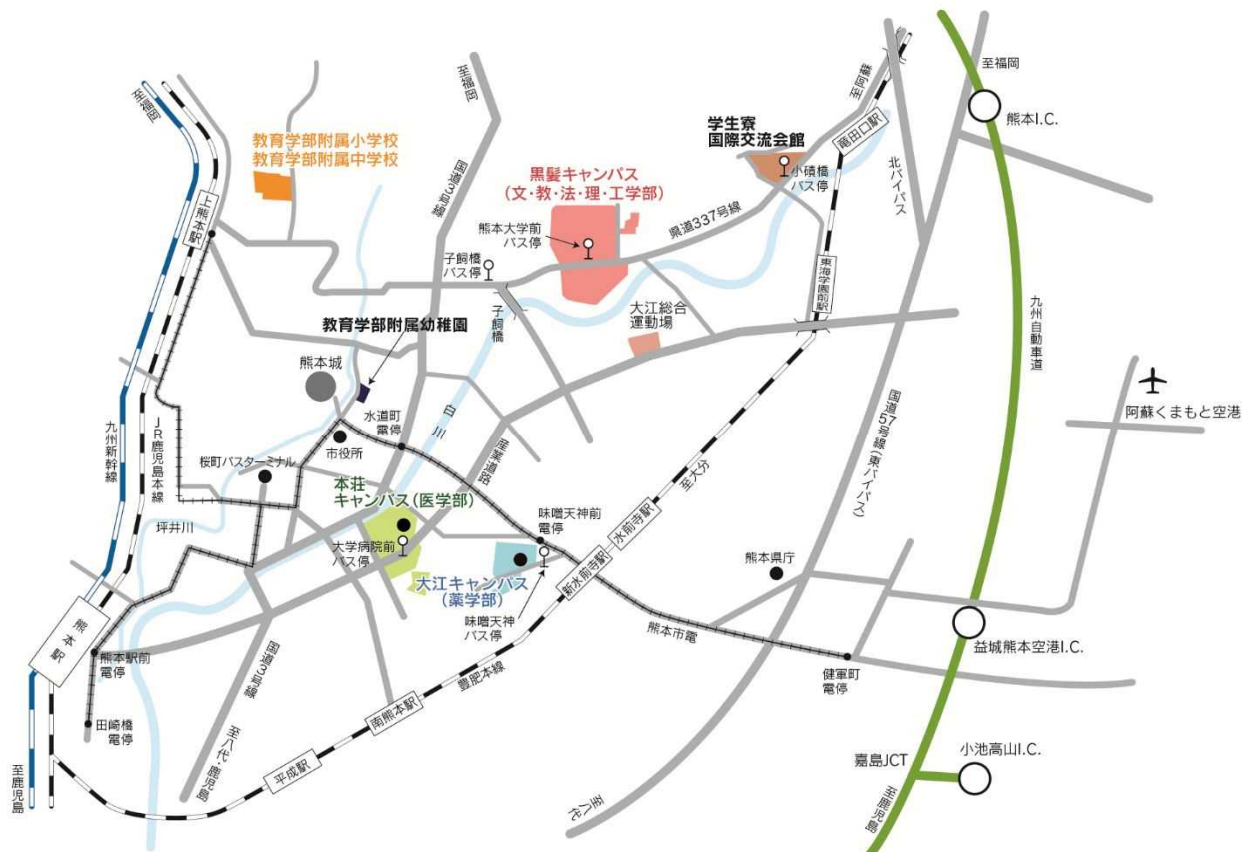 至福岡
至福岡
至福岡
至阿蘇
竜田口駅
熊本I.C.
北バイパス
教育学部附属小学校
教育学部附属中学校
国道3号線
黒髪キャンパス
(文・教・法・理・工学部)
学生寮
国際交流会館
小磧橋
バス停
上熊本駅
熊本大学前
バス停
県道337号線
子飼橋
バス停
東海学園前駅
子飼橋
大江総合
運動場
教育学部附属幼稚園
熊本城
九州自動車道
阿蘇くまもと空港
水道町
電停
白川
市役所
九州新幹線
JR鹿児島本線
桜町バスターミナル
産業道路
国道57号線(東バイパス)
至大分
坪井川
本荘
キャンパス(医学部)
大学病院前
バス停
味噌天神前
電停
水前寺駅
新水前寺駅
熊本県庁
大江キャンパス
(薬学部)
味噌天神
バス停
熊本市電
熊本駅
熊本駅前
電停
国道3号線
豊肥本線
益城熊本空港I.C.
健軍町
電停
南熊本駅
田崎橋
電停
平成駅
至八代・鹿児島
至鹿児島
至八代
嘉島JCT
小池高山I.C.
至鹿児島